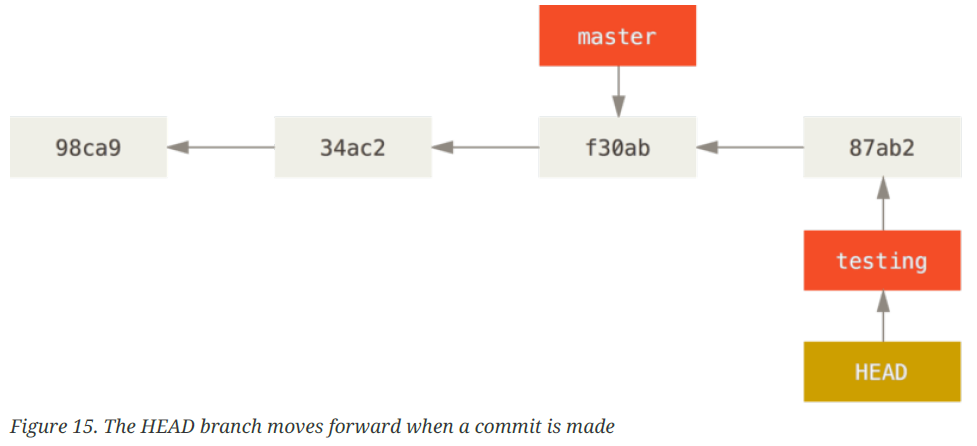 master
98ca9
34ac2
f30ab
87ab2
testing
HEAD
Figure 15. The HEAD branch moves forward when a commit is made